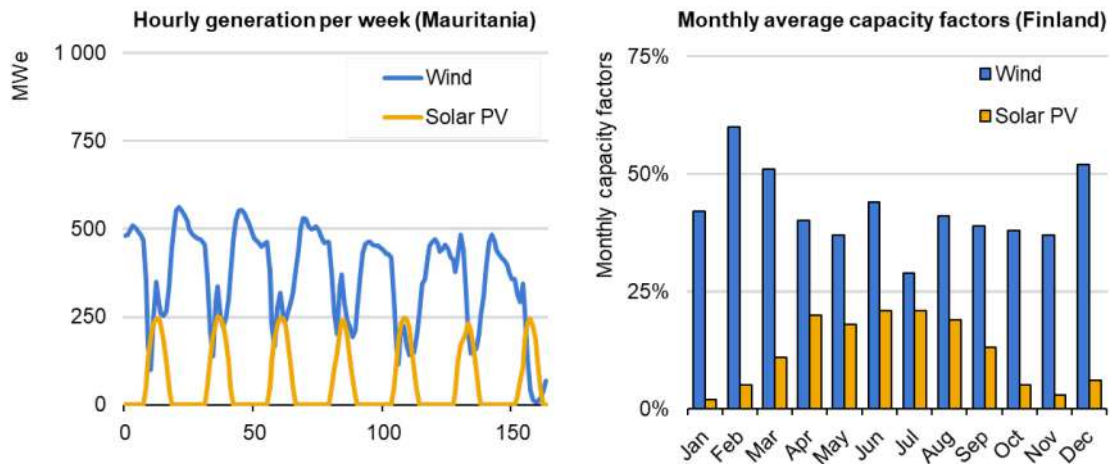 Hourly generation per week (Mauritania)
MWe
1 000
750
500
250
0
0
50
100
150
Wind
Solar PV
Monthly average capacity factors (Finland)
Monthly capacity factors
75%
50%
25%
0%
Wind
Solar PV
Jan
Feb
Mar
Apr
May
Jun
Jul
Aug
Sep
Oct
Nov
Dec